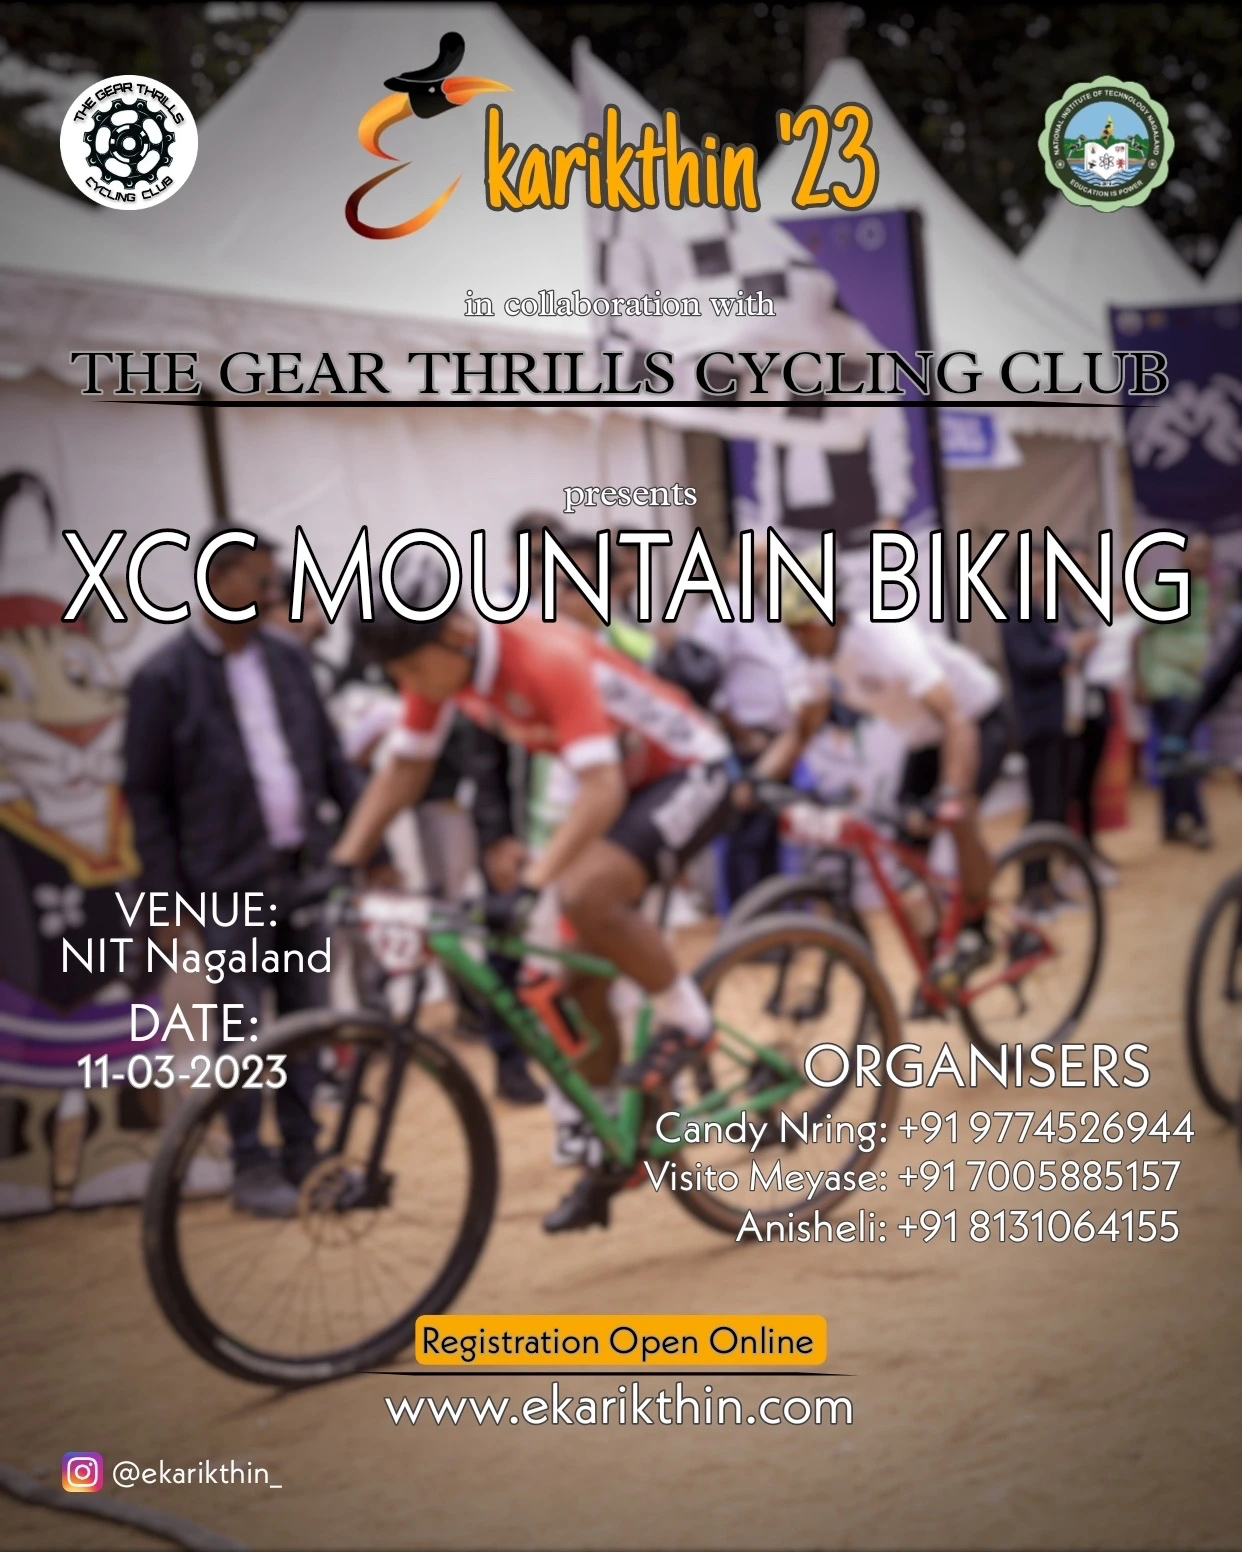 THE GEAR THRILLS
CYCLING CLUB
Ekarikthin '23
NATIONAL INSTITUTE OF TECHNOLOGY NAGALAND
EDUCATION IS POWER
in collaboration with
THE GEAR THRILLS CYCLING CLUB
presents
XCC MOUNTAIN BIKING
VENUE:
NIT Nagaland
DATE:
11-03-2023
ORGANISERS
Candy Nring: +91 9774526944
Visito Meyase: +91 7005885157
Anisheli: +91 8131064155
Registration Open Online
www.ekarikthin.com
@ekarikthin_